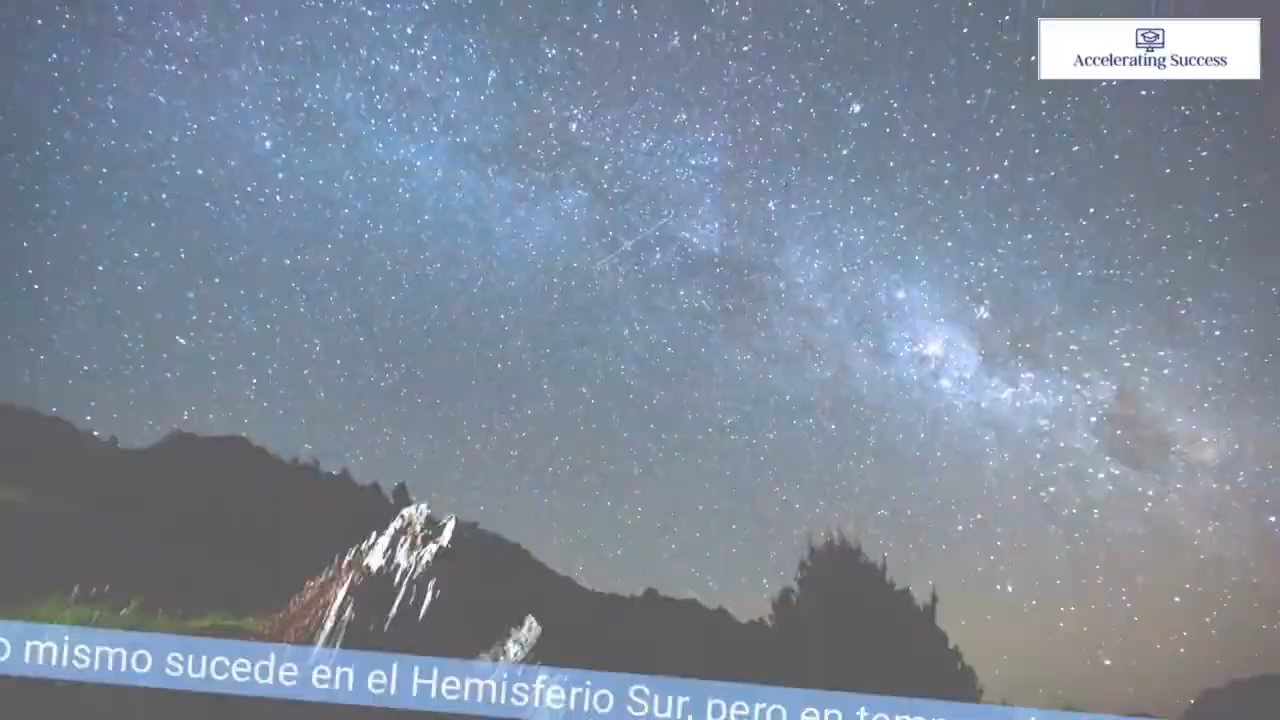 Accelerating Success
mismo sucede en el Hemisferio Sur, pero en